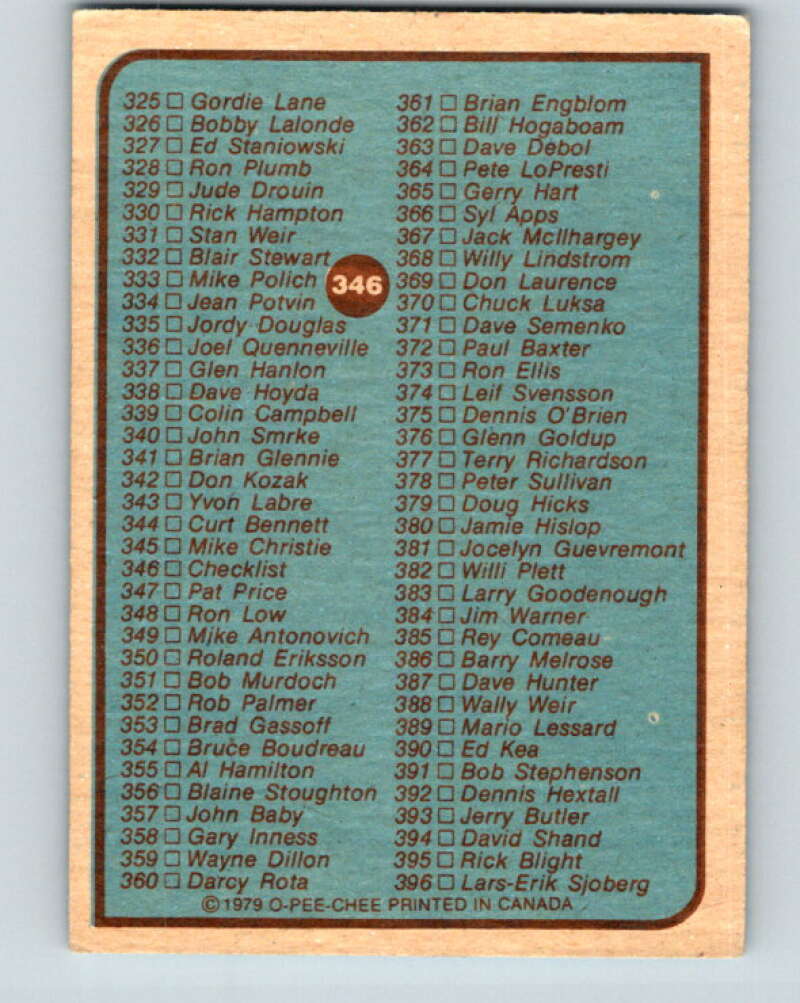 325 □ Gordie Lane
326 □ Bobby Lalonde
327 □ Ed Staniowski
328 □ Ron Plumb
329 □ Jude Drouin
330 □ Rick Hampton
331 □ Stan Weir
332 □ Blair Stewart
333 □ Mike Polich
334 □ Jean Potvin
335 □ Jordy Douglas
336 □ Joel Quenneville
337 □ Glen Hanlon
338 □ Dave Hoyda
339 □ Colin Campbell
340 □ John Smrke
341 □ Brian Glennie
342 □ Don Kozak
343 □ Yvon Labre
344 □ Curt Bennett
345 □ Mike Christie
346 □ Checklist
347 □ Pat Price
348 □ Ron Low
349 □ Mike Antonovich
350 □ Roland Eriksson
351 □ Bob Murdoch
352 □ Rob Palmer
353 □ Brad Gassoff
354 □ Bruce Boudreau
355 □ Al Hamilton
356 □ Blaine Stoughton
357 □ John Baby
358 □ Gary Inness
359 □ Wayne Dillon
360 □ Darcy Rota
346
361 □ Brian Engblom
362 □ Bill Hogaboam
363 □ Dave Debol
364 □ Pete LoPresti
365 □ Gerry Hart
366 □ Syl Apps
367 □ Jack McIlhargey
368 □ Willy Lindstrom
369 □ Don Laurence
370 □ Chuck Luksa
371 □ Dave Semenko
372 □ Paul Baxter
373 □ Ron Ellis
374 □ Leif Svensson
375 □ Dennis O'Brien
376 □ Glenn Goldup
377 □ Terry Richardson
378 □ Peter Sullivan
379 □ Doug Hicks
380 □ Jamie Hislop
381 □ Jocelyn Guevremont
382 □ Willi Plett
383 □ Larry Goodenough
384 □ Jim Warner
385 □ Rey Comeau
386 □ Barry Melrose
387 □ Dave Hunter
388 □ Wally Weir
389 □ Mario Lessard
390 □ Ed Kea
391 □ Bob Stephenson
392 □ Dennis Hextall
393 □ Jerry Butler
394 □ David Shand
395 □ Rick Blight
396 □ Lars-Erik Sjoberg
© 1979 O-PEE-CHEE PRINTED IN CANADA